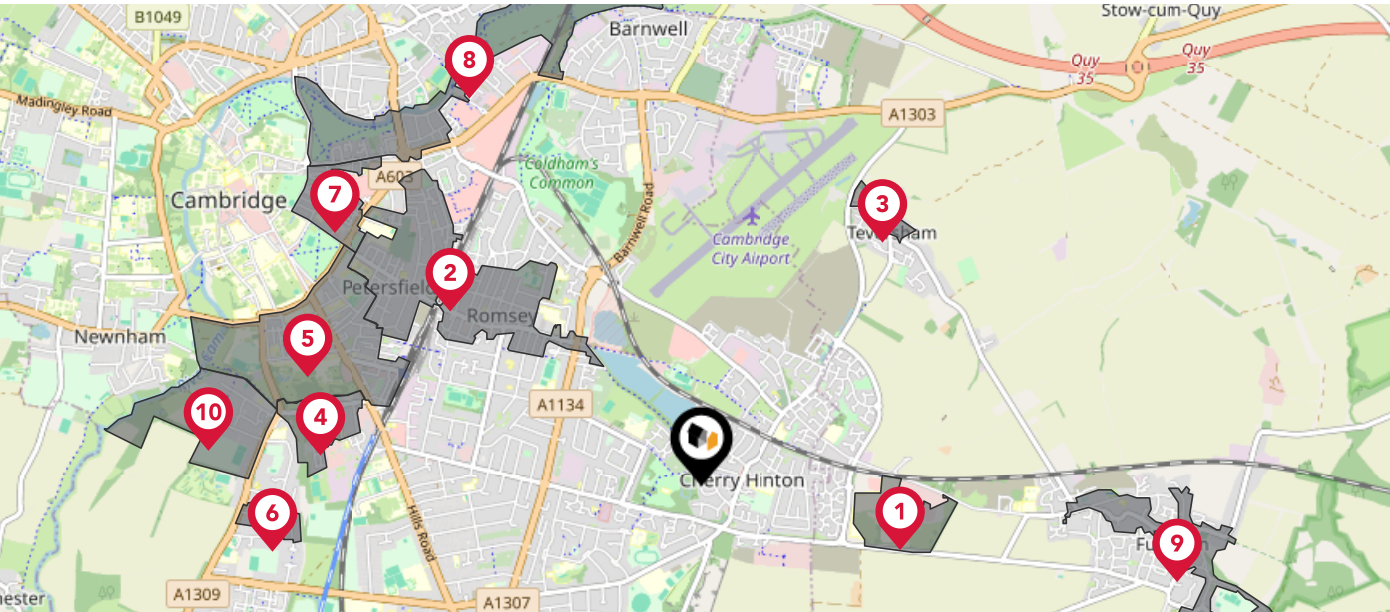 Stow-cum-Quy
B1049
Barnwell
Quy
35
Quy
35
8
Madingley Road
A1303
Coldham's
Common
A603
7
Cambridge
3
Barnwell Road
Cambridge
City Airport
2
Petersfield
Romsey
Newnham
5
A1134
10
4
Cherry Hinton
6
1
Hills Road
9
A1309
A1307